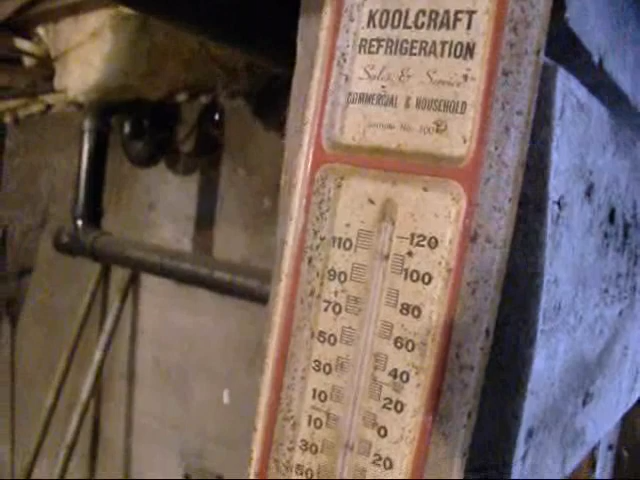 KOOLCRAFT
REFRIGERATION
Sales & Service
COMMERCIAL & HOUSEHOLD
110 120
90 100
70 80
50 60
30 40
10 20
10 0
30 20
50